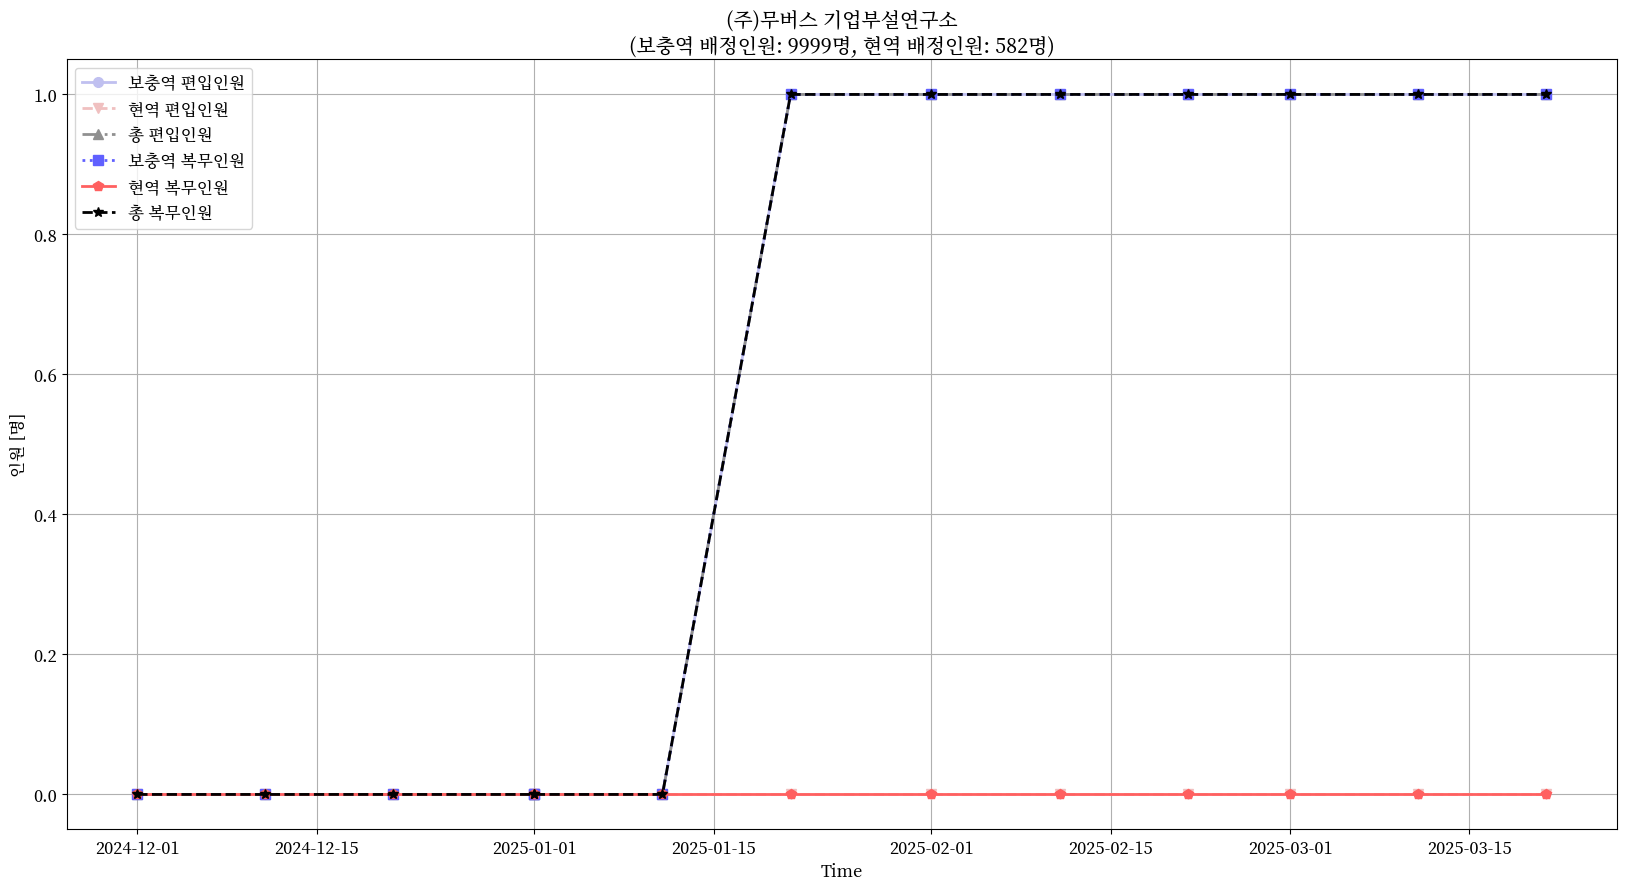 (주)무버스 기업부설연구소
(보충역 배정인원: 9999명, 현역 배정인원: 582명)
보충역 편입인원
현역 편입인원
총 편입인원
보충역 복무인원
현역 복무인원
총 복무인원
1.0
0.8
0.6
0.4
0.2
0.0
인원 [명]
2024-12-01
2024-12-15
2025-01-01
2025-01-15
2025-02-01
2025-02-15
2025-03-01
2025-03-15
Time